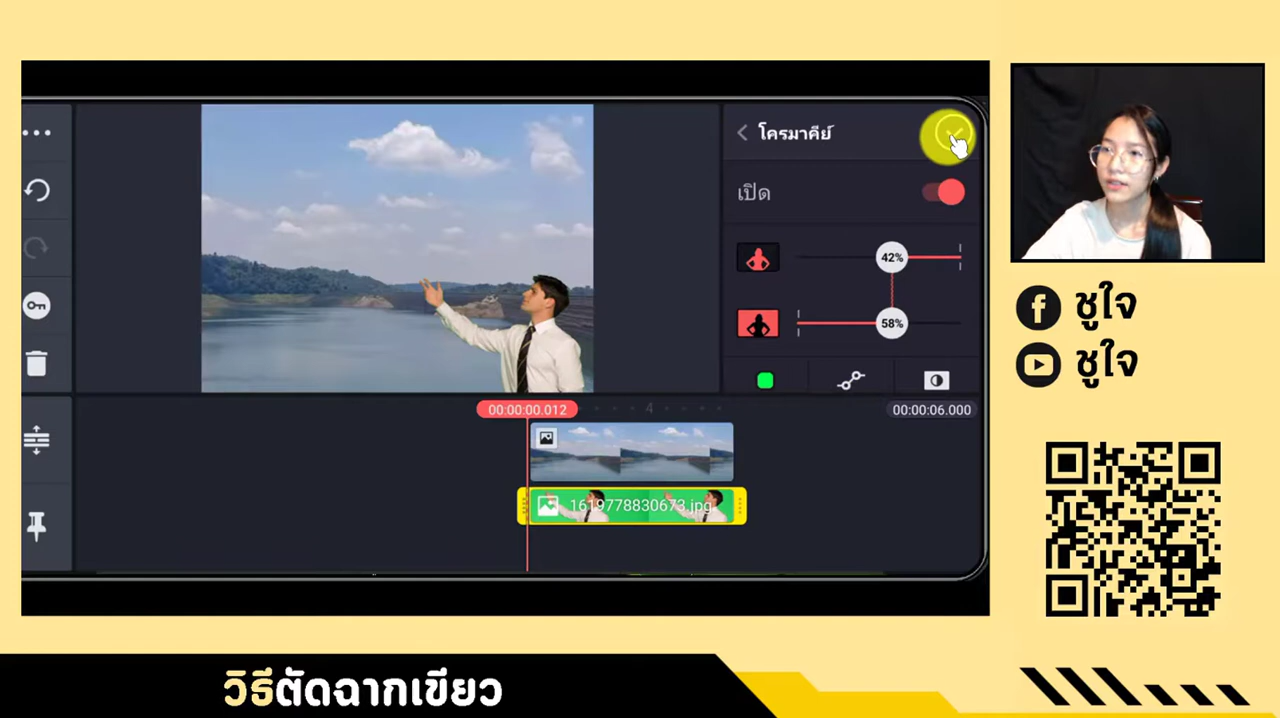 โครมาคีย์
เปิด
42%
58%
00:00:00.012
4
00:00:06.000
1619778830673.jpg
ชูใจ
ชูใจ
วิธีตัดฉากเขียว